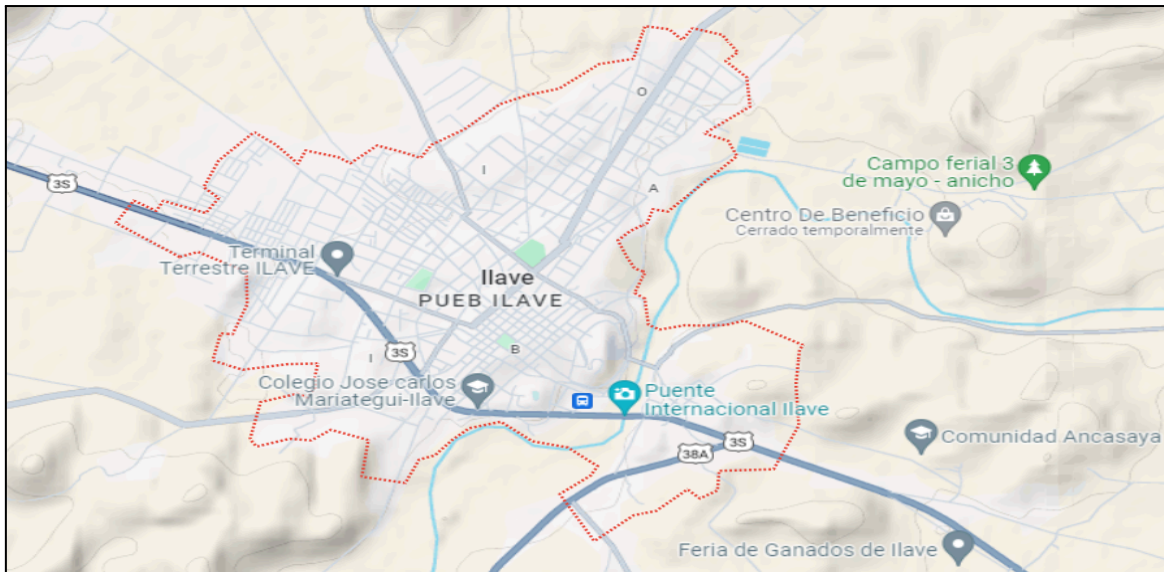 O
Campo ferial 3
de mayo - anicho
I
A
3S
Centro De Beneficio
Cerrado temporalmente
Terminal
Terrestre ILAVE
Ilave
PUEB ILAVE
B
3S
I
Colegio Jose carlos
Mariategui-Ilave
Puente
Internacional Ilave
3S
38A
Comunidad Ancasaya
Feria de Ganados de Ilave